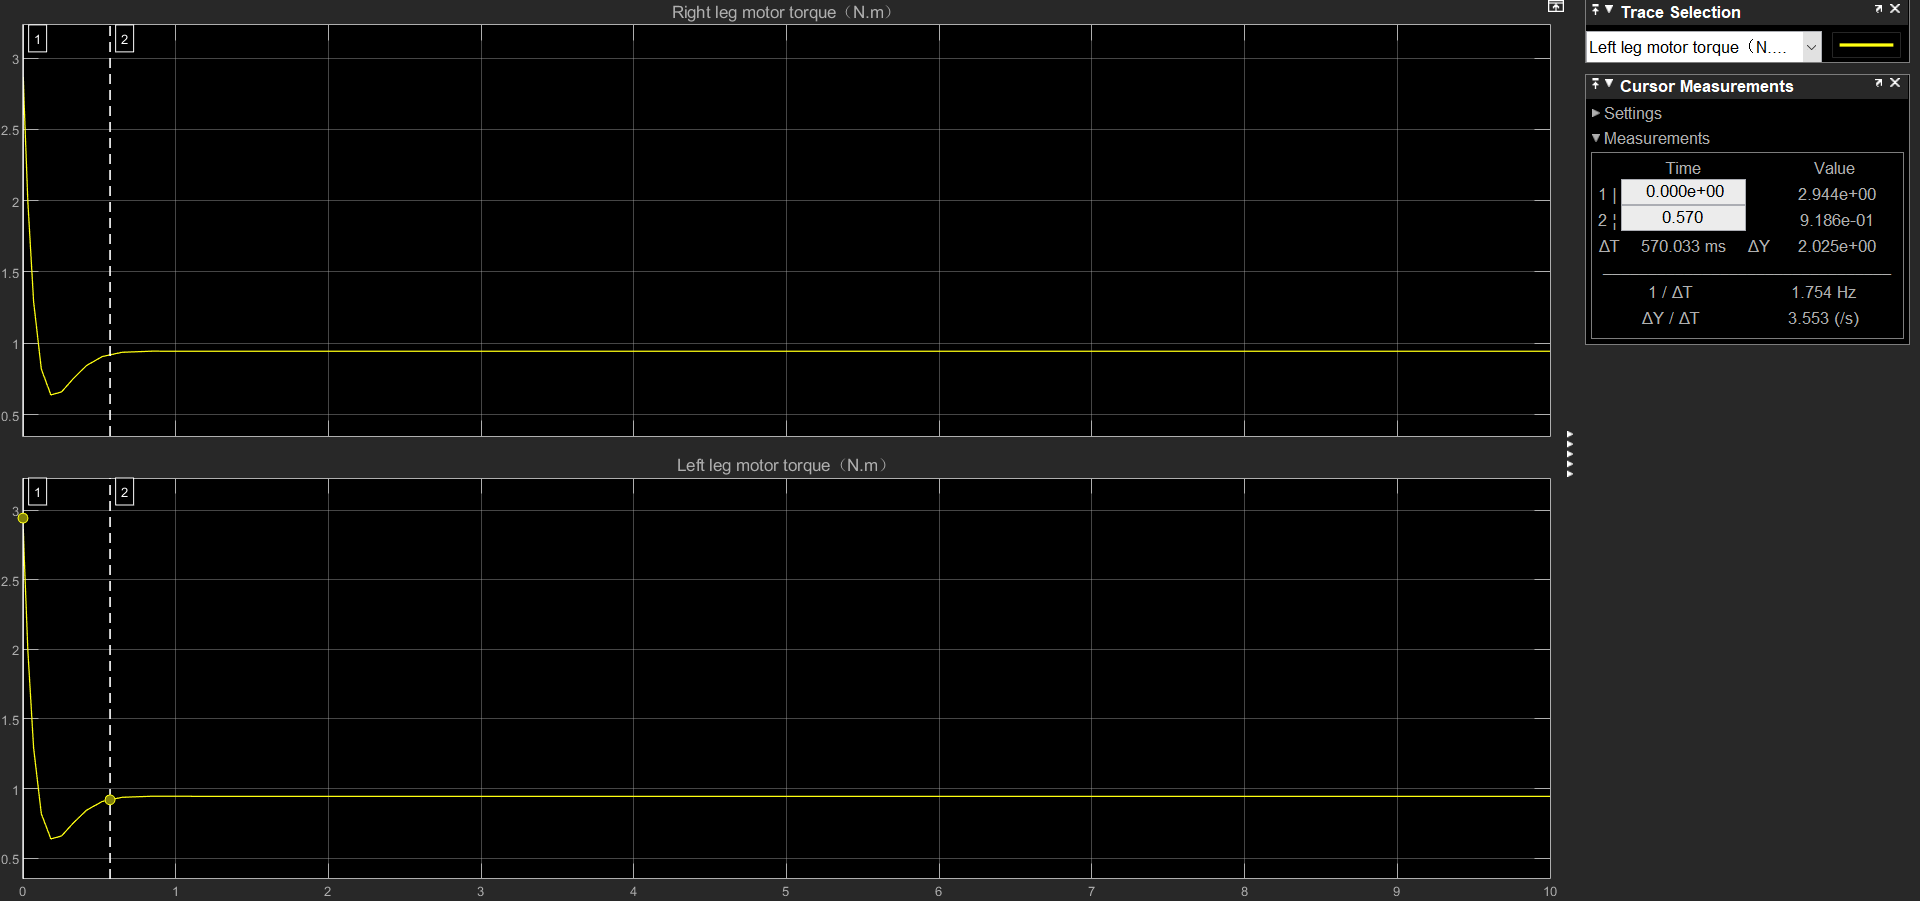 Right leg motor torque（N.m）
1
2
3
2.5
2
1.5
1
0.5
Left leg motor torque（N.m）
1
2
3
2.5
2
1.5
1
0.5
0 1 2 3 4 5 6 7 8 9 10
Trace Selection
Left leg motor torque（N....
Cursor Measurements
Settings
Measurements
Time Value
1 | 0.000e+00 2.944e+00
2 ¦ 0.570 9.186e-01
ΔT 570.033 ms ΔY 2.025e+00
1 / ΔT 1.754 Hz
ΔY / ΔT 3.553 (/s)